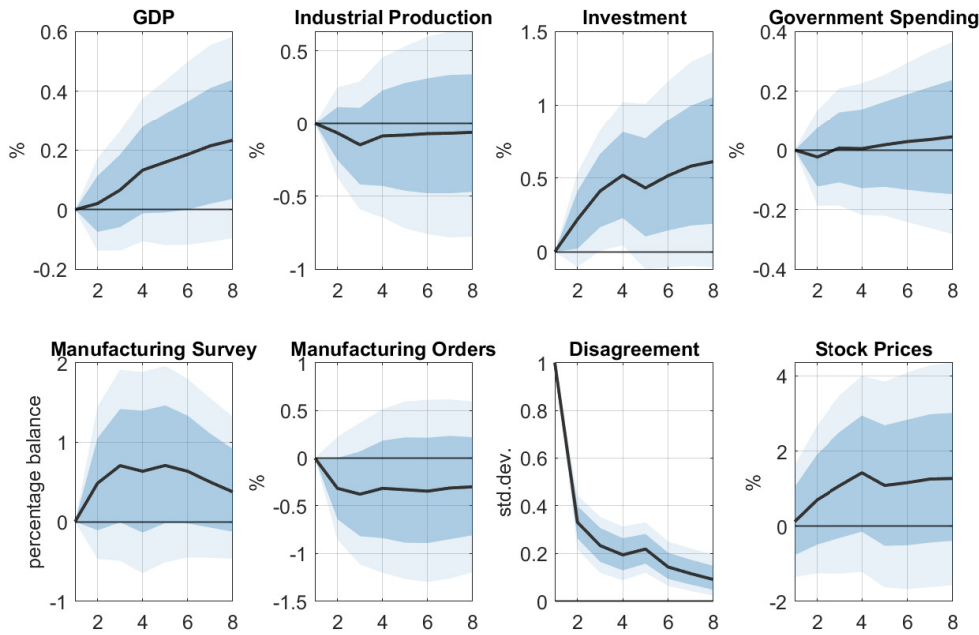 GDP
Industrial Production
Investment
Government Spending
0.6
0.4
0.2
0
-0.2
%
2 4 6 8
0.5
0
-0.5
-1
%
2 4 6 8
1.5
1
0.5
0
%
2 4 6 8
0.4
0.2
0
-0.2
-0.4
%
2 4 6 8
Manufacturing Survey
Manufacturing Orders
Disagreement
Stock Prices
2
1
0
-1
percentage balance
2 4 6 8
1
0.5
0
-0.5
-1
-1.5
%
2 4 6 8
1
0.8
0.6
0.4
0.2
0
std.dev.
2 4 6 8
4
2
0
-2
%
2 4 6 8